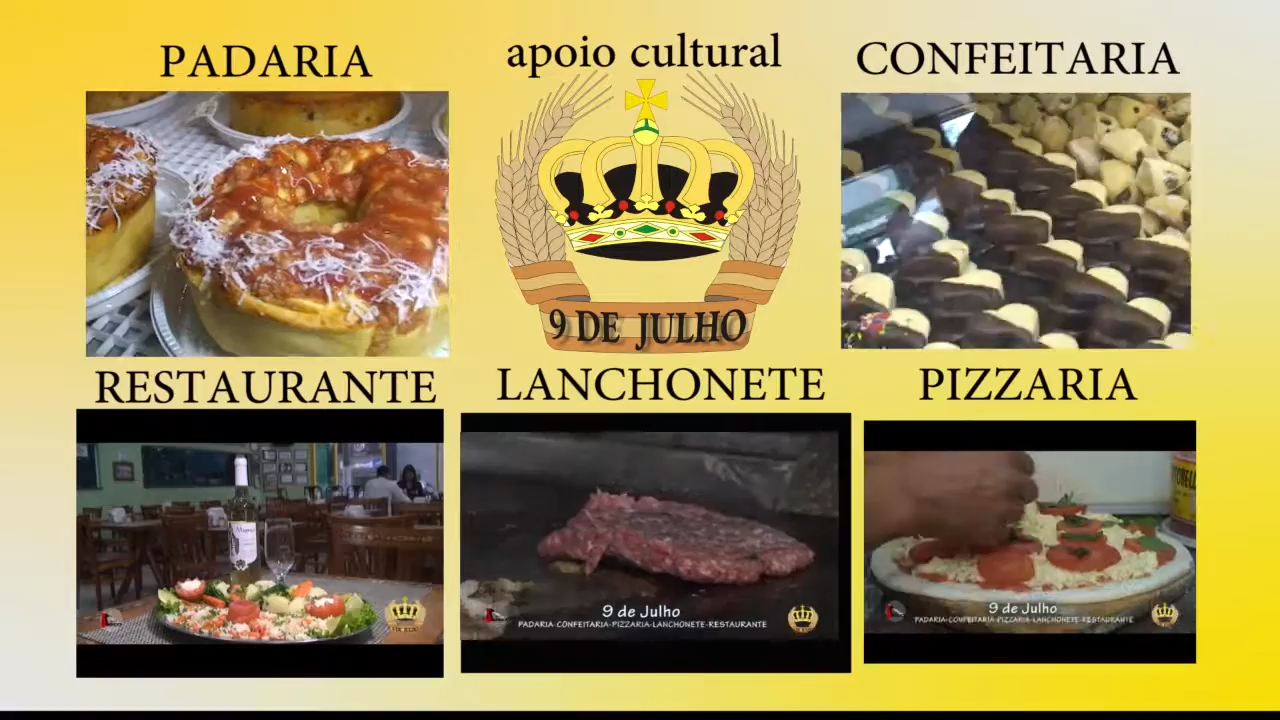 PADARIA
apoio cultural
CONFEITARIA
9 DE JULHO
RESTAURANTE
LANCHONETE
PIZZARIA
9 de Julho
PADARIA-CONFEITARIA-PIZZARIA-LANCHONETE-RESTAURANTE
9 de Julho
PADARIA-CONFEITARIA-PIZZARIA-LANCHONETE-RESTAURANTE